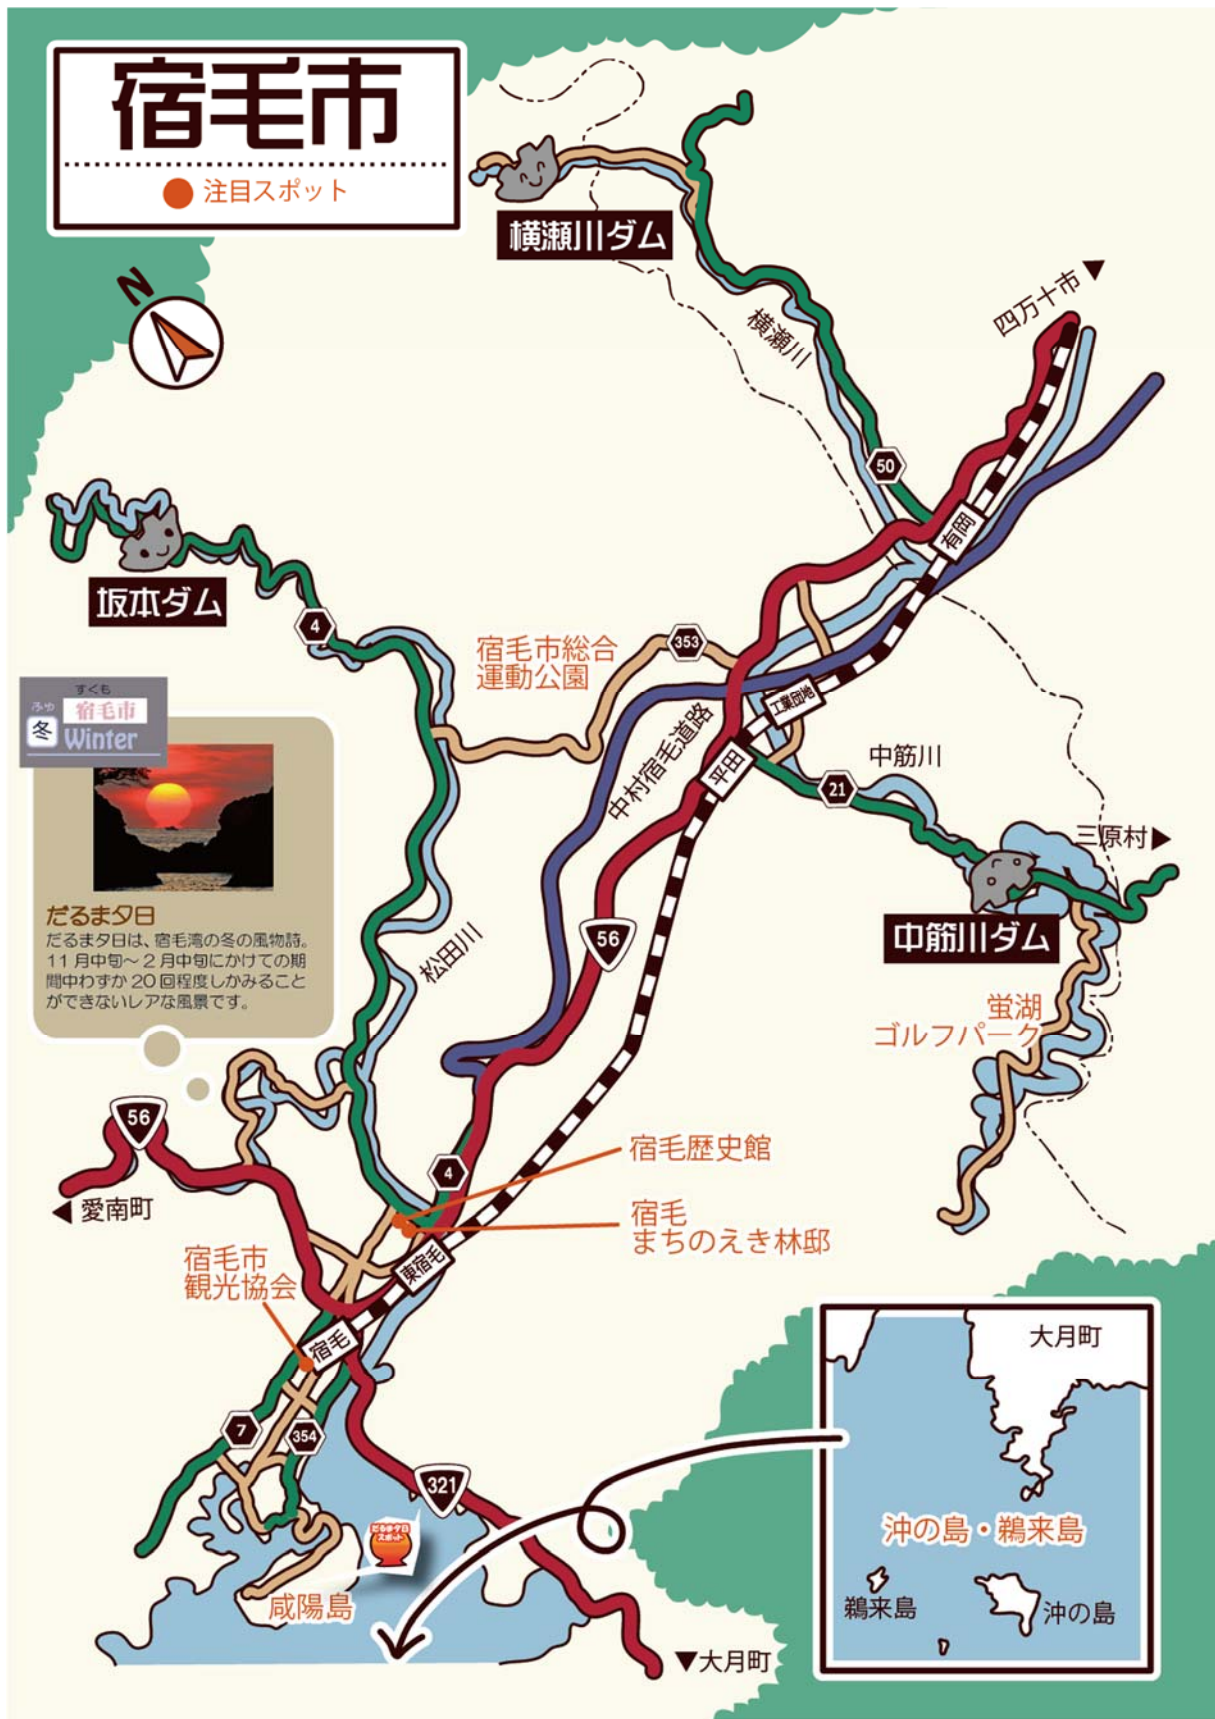 宿毛市
注目スポット
N
横瀬川ダム
四万十市
横瀬川
50
有岡
坂本ダム
4
宿毛市総合
運動公園
353
すくも
ふゆ
冬
宿毛市
Winter
工業団地
中村宿毛道路
平田
中筋川
21
三原村
だるま夕日
だるま夕日は、宿毛湾の冬の風物詩。
11月中旬〜2月中旬にかけての期
間中わずか20回程度しかみること
ができないレアな風景です。
56
中筋川ダム
松田川
蛍湖
ゴルフパーク
56
愛南町
4
宿毛歴史館
宿毛
まちのえき林邸
宿毛市
観光協会
東宿毛
宿毛
7
354
321
だるま夕日
スポット
咸陽島
大月町
大月町
沖の島・鵜来島
鵜来島
沖の島